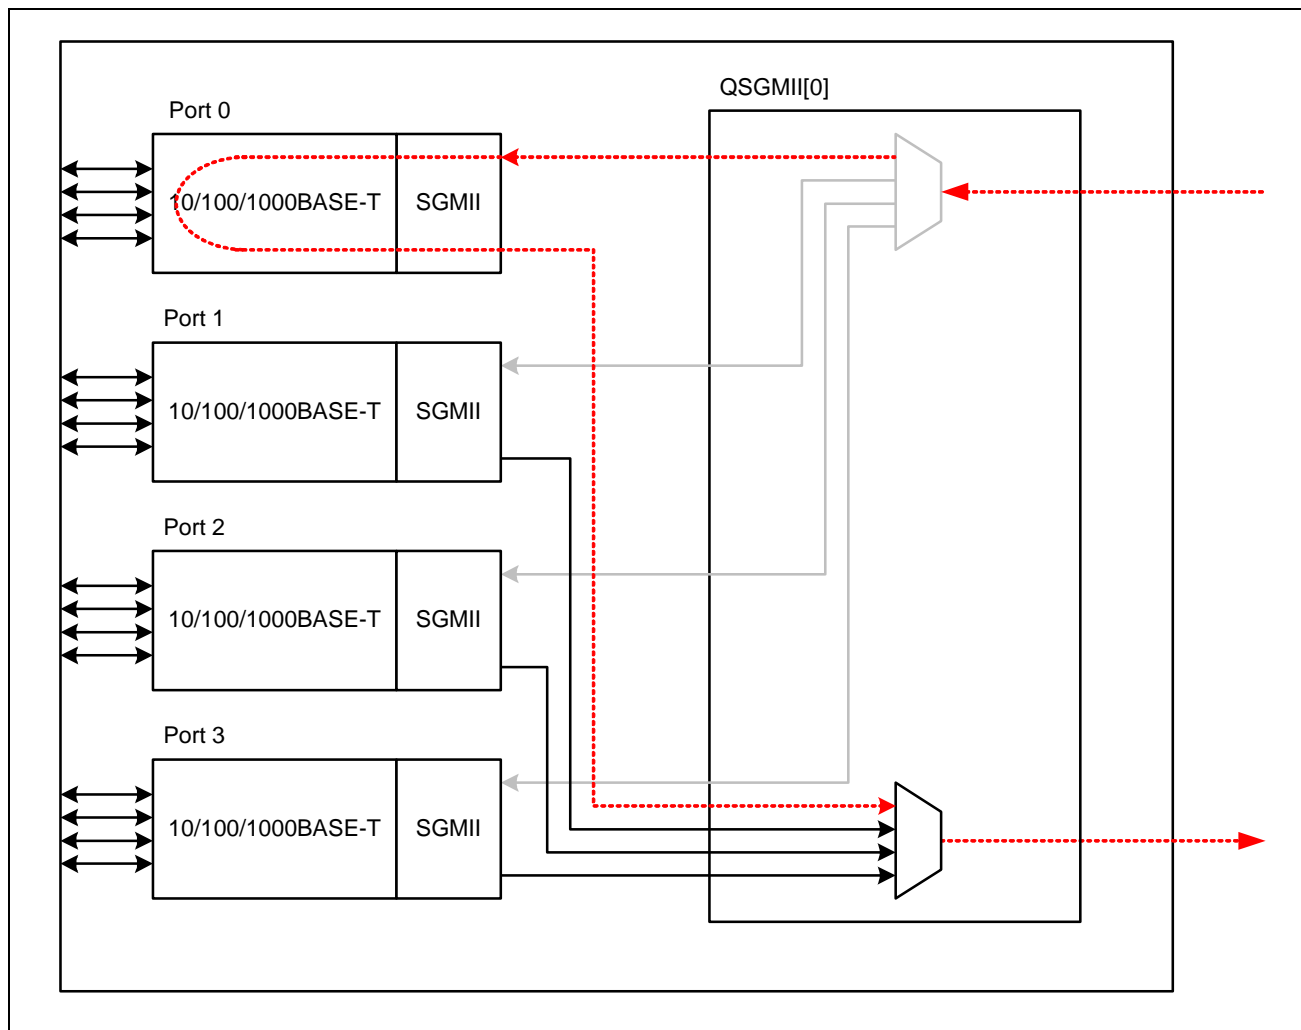 QSGMII[0]
Port 0
10/100/1000BASE-T SGMII
Port 1
10/100/1000BASE-T SGMII
Port 2
10/100/1000BASE-T SGMII
Port 3
10/100/1000BASE-T SGMII